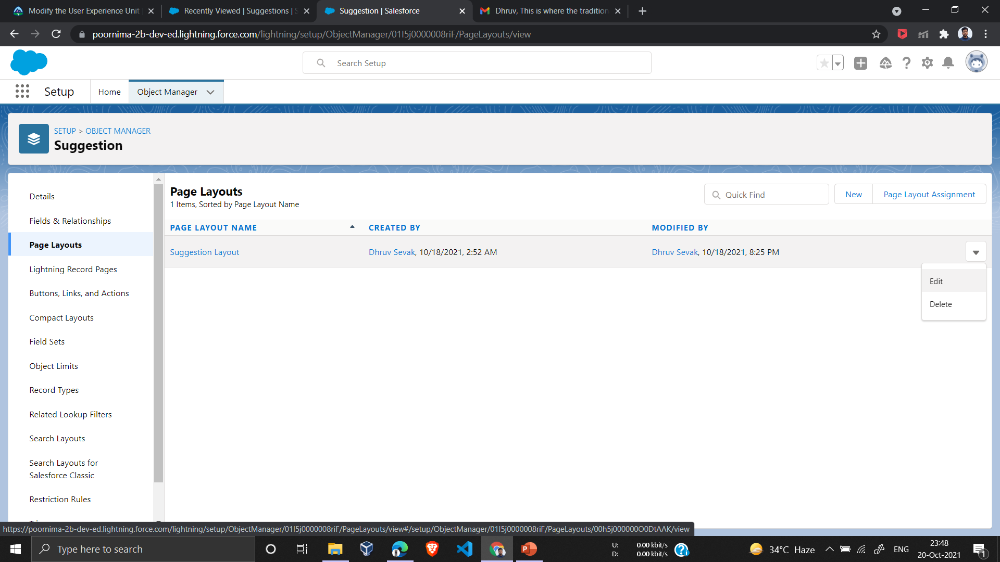 Modify the User Experience Unit
Recently Viewed | Suggestions | S
Suggestion | Salesforce
Dhruv, This is where the tradition
poornima-2b-dev-ed.lightning.force.com/lightning/setup/ObjectManager/01I5j0000008riF/PageLayouts/view
Search Setup
Setup
Home
Object Manager
SETUP > OBJECT MANAGER
Suggestion
Details
Fields & Relationships
Page Layouts
Lightning Record Pages
Buttons, Links, and Actions
Compact Layouts
Field Sets
Object Limits
Record Types
Related Lookup Filters
Search Layouts
Search Layouts for
Salesforce Classic
Restriction Rules
Page Layouts
1 Items, Sorted by Page Layout Name
Quick Find
New
Page Layout Assignment
PAGE LAYOUT NAME
CREATED BY
MODIFIED BY
Suggestion Layout
Dhruv Sevak, 10/18/2021, 2:52 AM
Dhruv Sevak, 10/18/2021, 8:25 PM
Edit
Delete
https://poornima-2b-dev-ed.lightning.force.com/lightning/setup/ObjectManager/01I5j0000008riF/PageLayouts/view#/setup/ObjectManager/01I5j0000008riF/PageLayouts/00h5j000000O0DtAAK/view
Type here to search
U: 0.00 kbit/s
D: 0.00 kbit/s
34°C Haze
ENG
23:48
20-Oct-2021
1